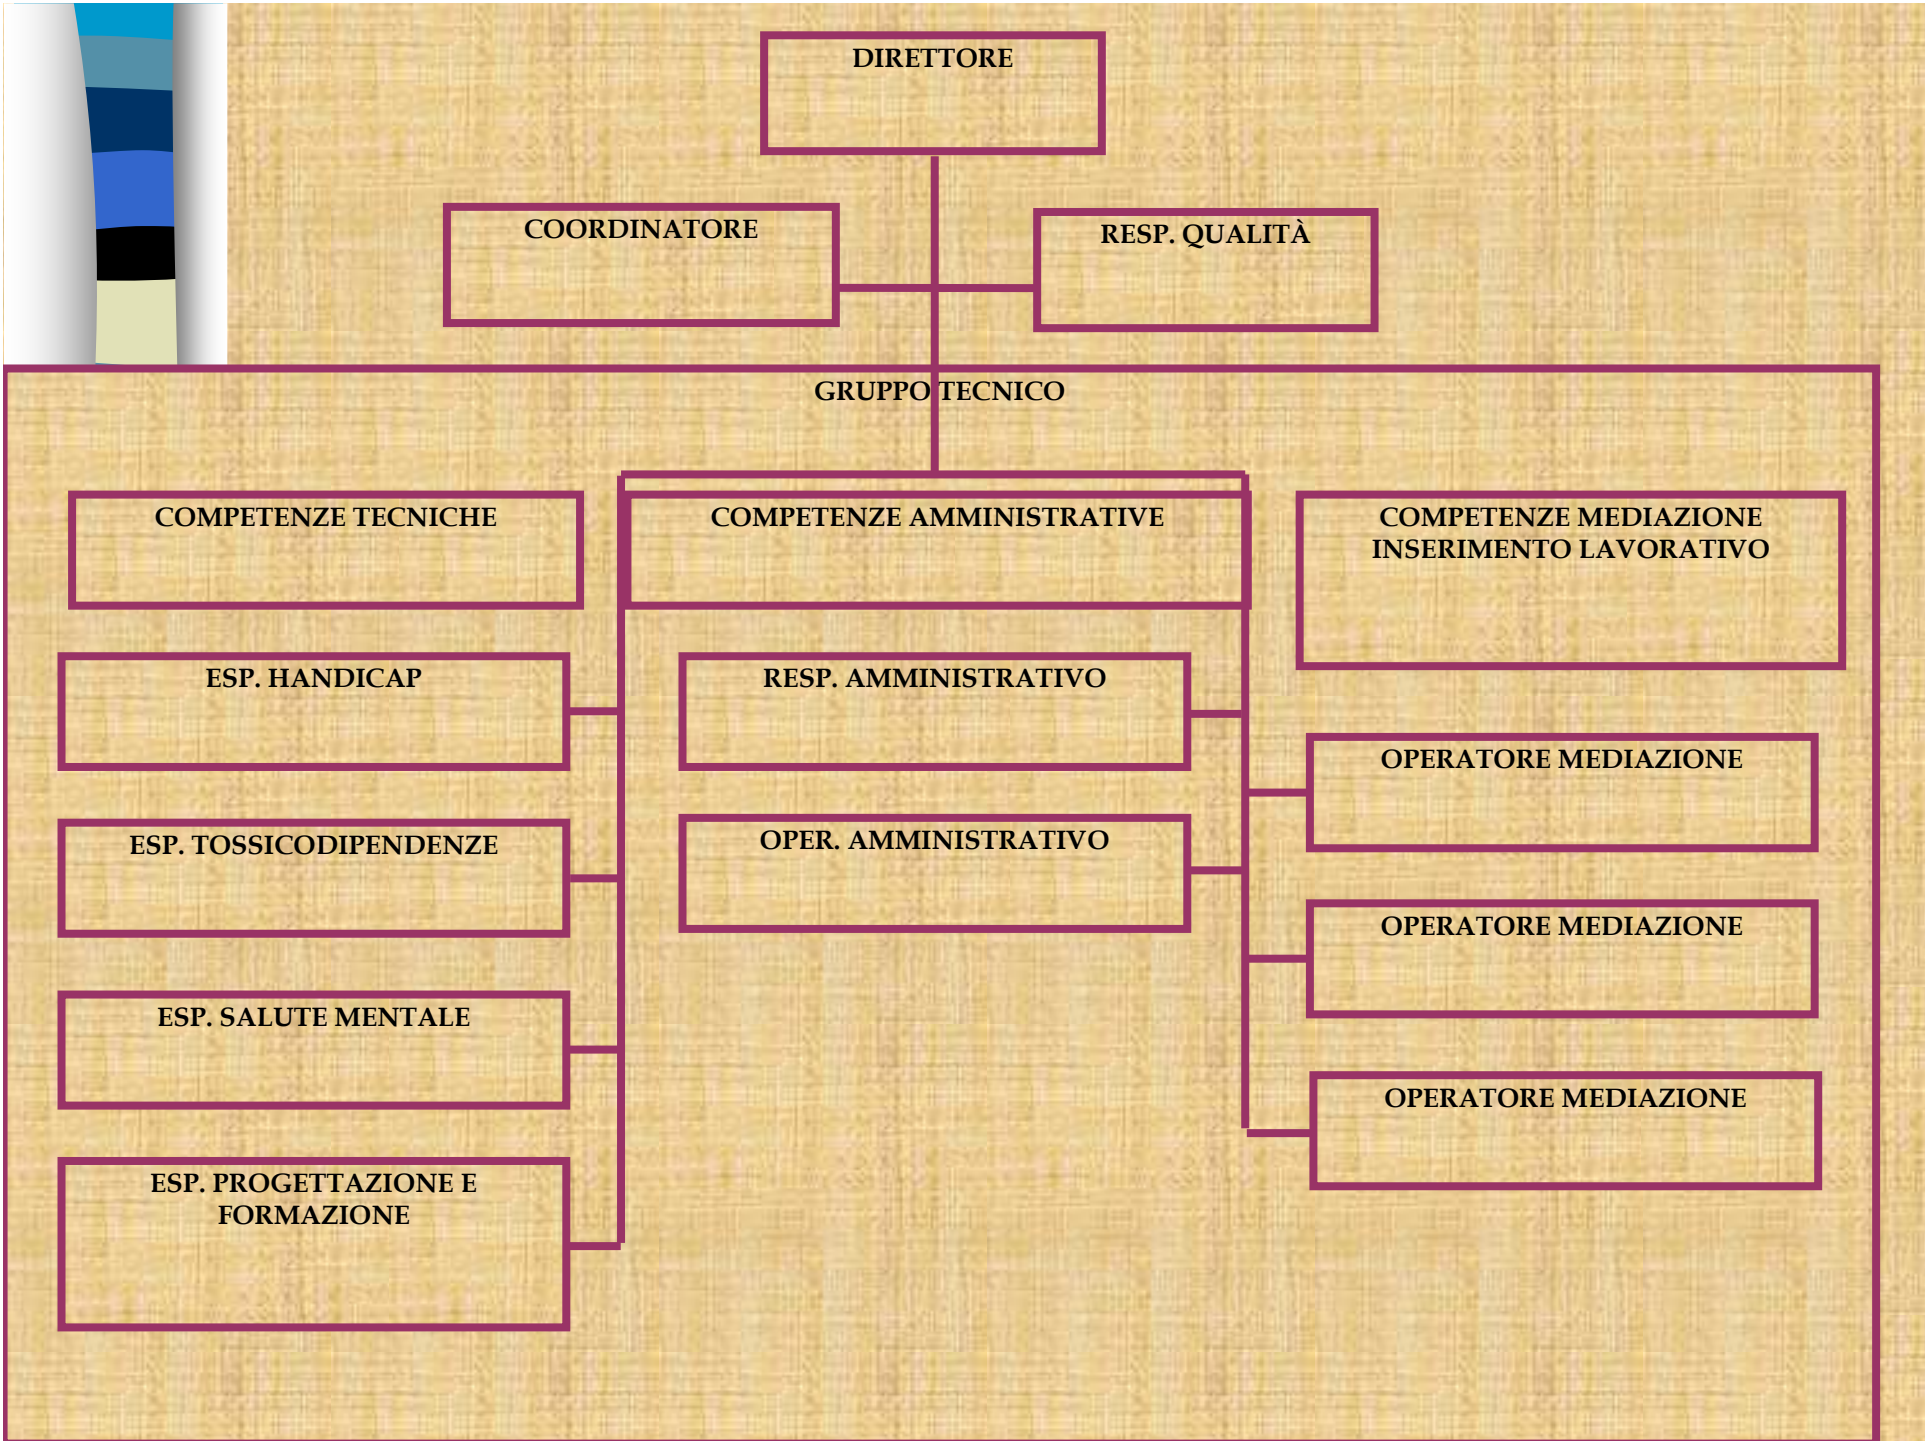 DIRETTORE
COORDINATORE
RESP. QUALITÀ
GRUPPO TECNICO
COMPETENZE TECNICHE
COMPETENZE AMMINISTRATIVE
COMPETENZE MEDIAZIONE
INSERIMENTO LAVORATIVO
ESP. HANDICAP
ESP. TOSSICODIPENDENZE
ESP. SALUTE MENTALE
ESP. PROGETTAZIONE E
FORMAZIONE
RESP. AMMINISTRATIVO
OPER. AMMINISTRATIVO
OPERATORE MEDIAZIONE
OPERATORE MEDIAZIONE
OPERATORE MEDIAZIONE